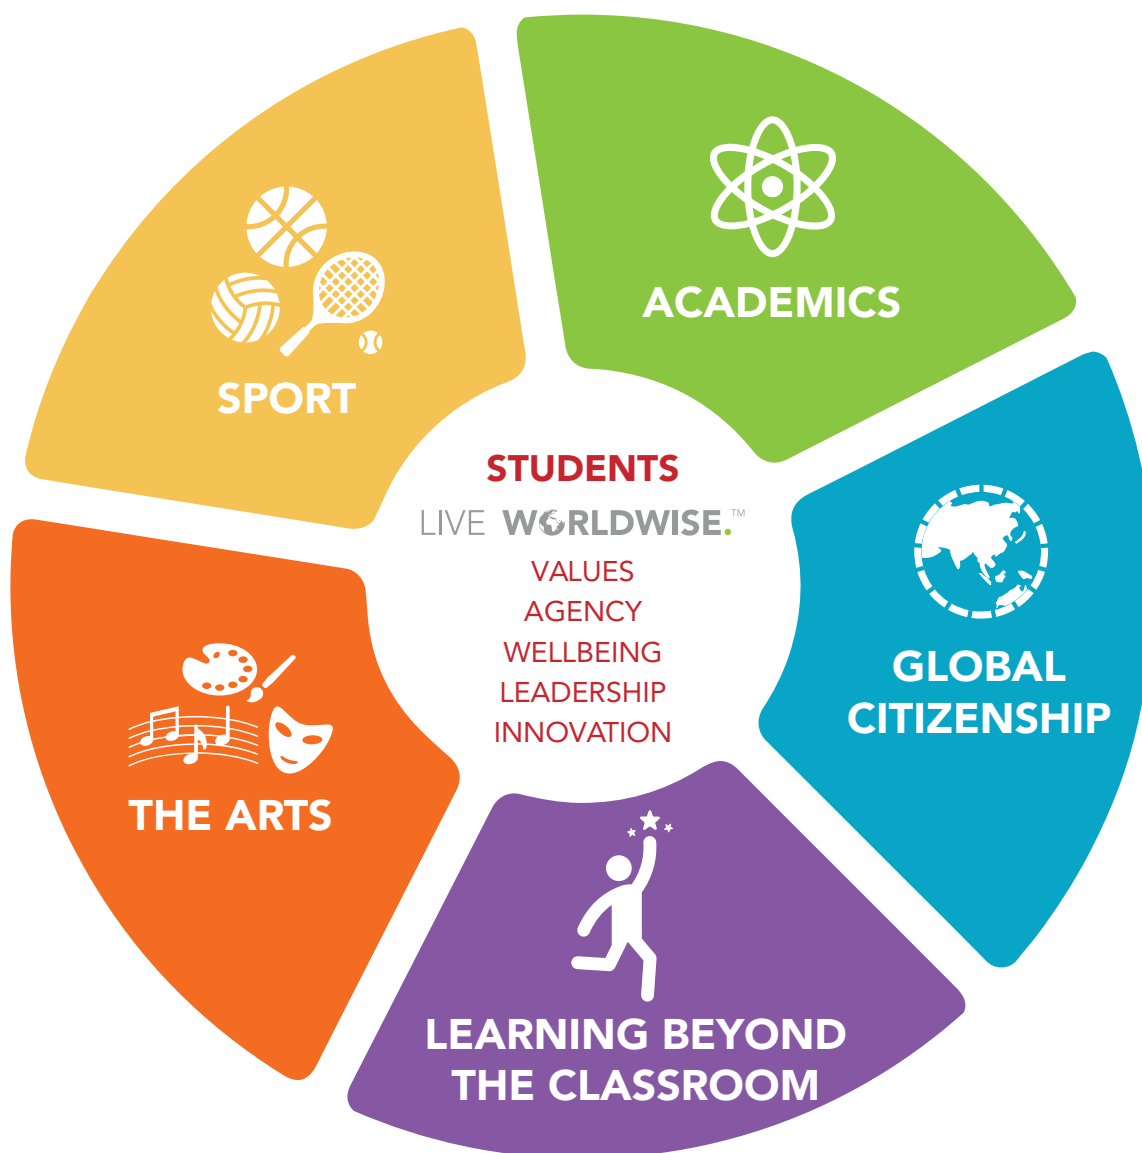 ACADEMICS
SPORT
STUDENTS
LIVE WORLDWISE.™
VALUES
AGENCY
WELLBEING
LEADERSHIP
INNOVATION
GLOBAL
CITIZENSHIP
THE ARTS
LEARNING BEYOND
THE CLASSROOM